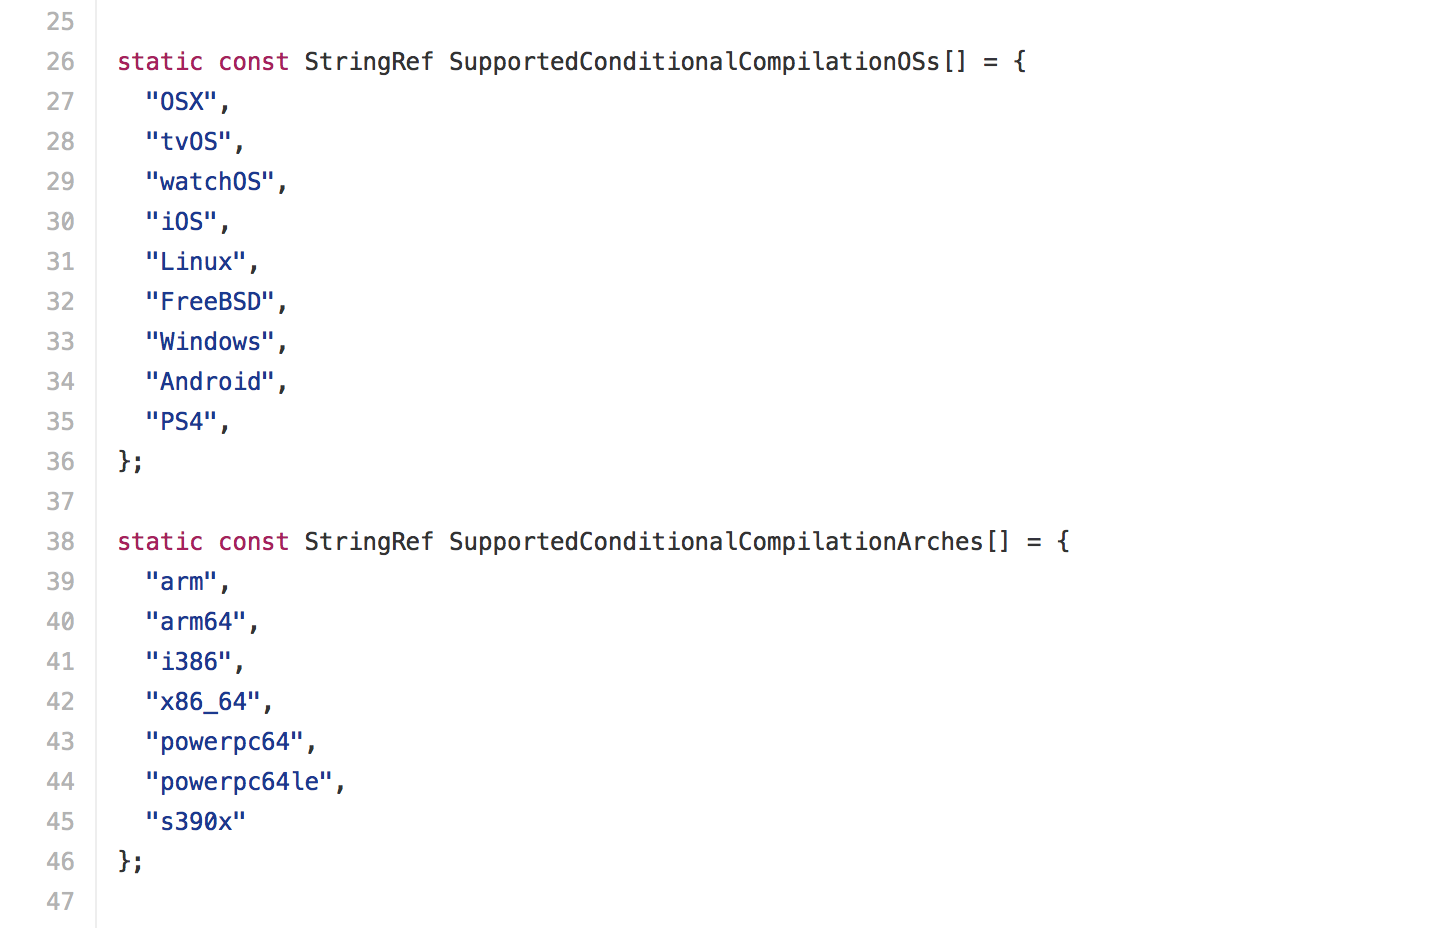 25
26 static const StringRef SupportedConditionalCompilationOSs[] = {
27   "OSX",
28   "tvOS",
29   "watchOS",
30   "iOS",
31   "Linux",
32   "FreeBSD",
33   "Windows",
34   "Android",
35   "PS4",
36 };
37
38 static const StringRef SupportedConditionalCompilationArches[] = {
39   "arm",
40   "arm64",
41   "i386",
42   "x86_64",
43   "powerpc64",
44   "powerpc64le",
45   "s390x"
46 };
47